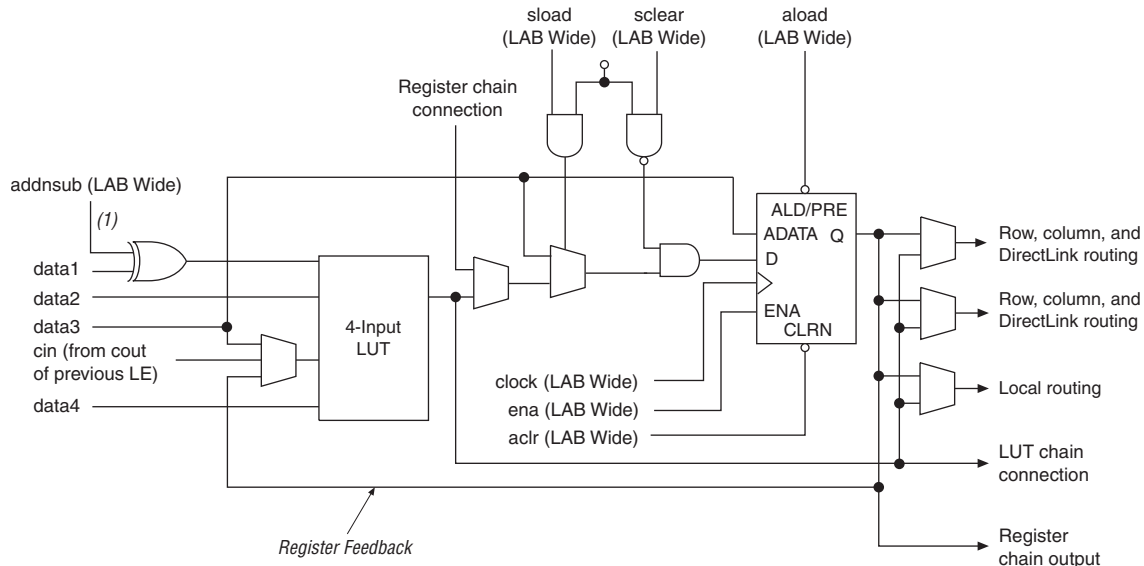 sload
(LAB Wide)
sclear
(LAB Wide)
aload
(LAB Wide)
Register chain
connection
addnsub (LAB Wide)
(1)
data1
data2
data3
cin (from cout
of previous LE)
data4
4-Input
LUT
ALD/PRE
ADATA
Q
D
ENA
CLRN
clock (LAB Wide)
ena (LAB Wide)
aclr (LAB Wide)
Row, column, and
DirectLink routing
Row, column, and
DirectLink routing
Local routing
LUT chain
connection
Register
chain output
Register Feedback